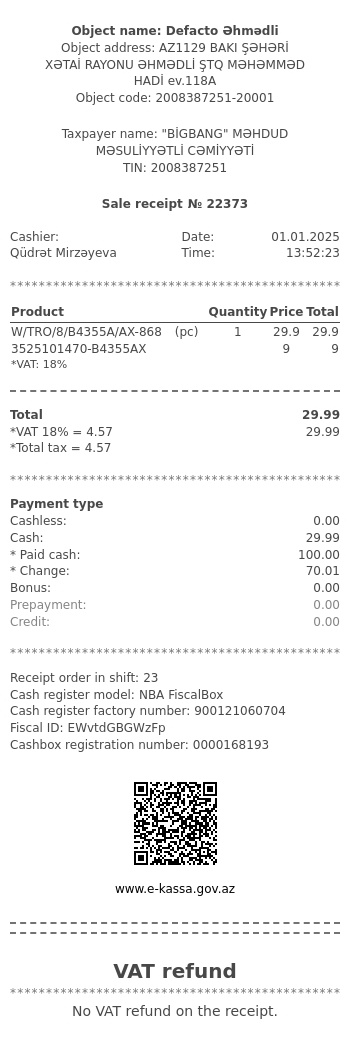 Object name: Defacto Əhmədli
Object address: AZ1129 BAKI ŞƏHƏRİ
XƏTAİ RAYONU ƏHMƏDLİ ŞTQ MƏHƏMMƏD
HADİ ev.118A
Object code: 2008387251-20001
Taxpayer name: "BİGBANG" MƏHDUD
MƏSULİYYƏTLİ CƏMİYYƏTİ
TIN: 2008387251
Sale receipt № 22373
Cashier: Date: 01.01.2025
Qüdrət Mirzəyeva Time: 13:52:23
**********************************************
Product Quantity Price Total
W/TRO/8/B4355A/AX-868 (pc) 1 29.9 29.9
3525101470-B4355AX 9 9
*VAT: 18%
Total 29.99
*VAT 18% = 4.57 29.99
*Total tax = 4.57
**********************************************
Payment type
Cashless: 0.00
Cash: 29.99
* Paid cash: 100.00
* Change: 70.01
Bonus: 0.00
Prepayment: 0.00
Credit: 0.00
**********************************************
Receipt order in shift: 23
Cash register model: NBA FiscalBox
Cash register factory number: 900121060704
Fiscal ID: EWvtdGBGWzFp
Cashbox registration number: 0000168193
www.e-kassa.gov.az
VAT refund
**********************************************
No VAT refund on the receipt.